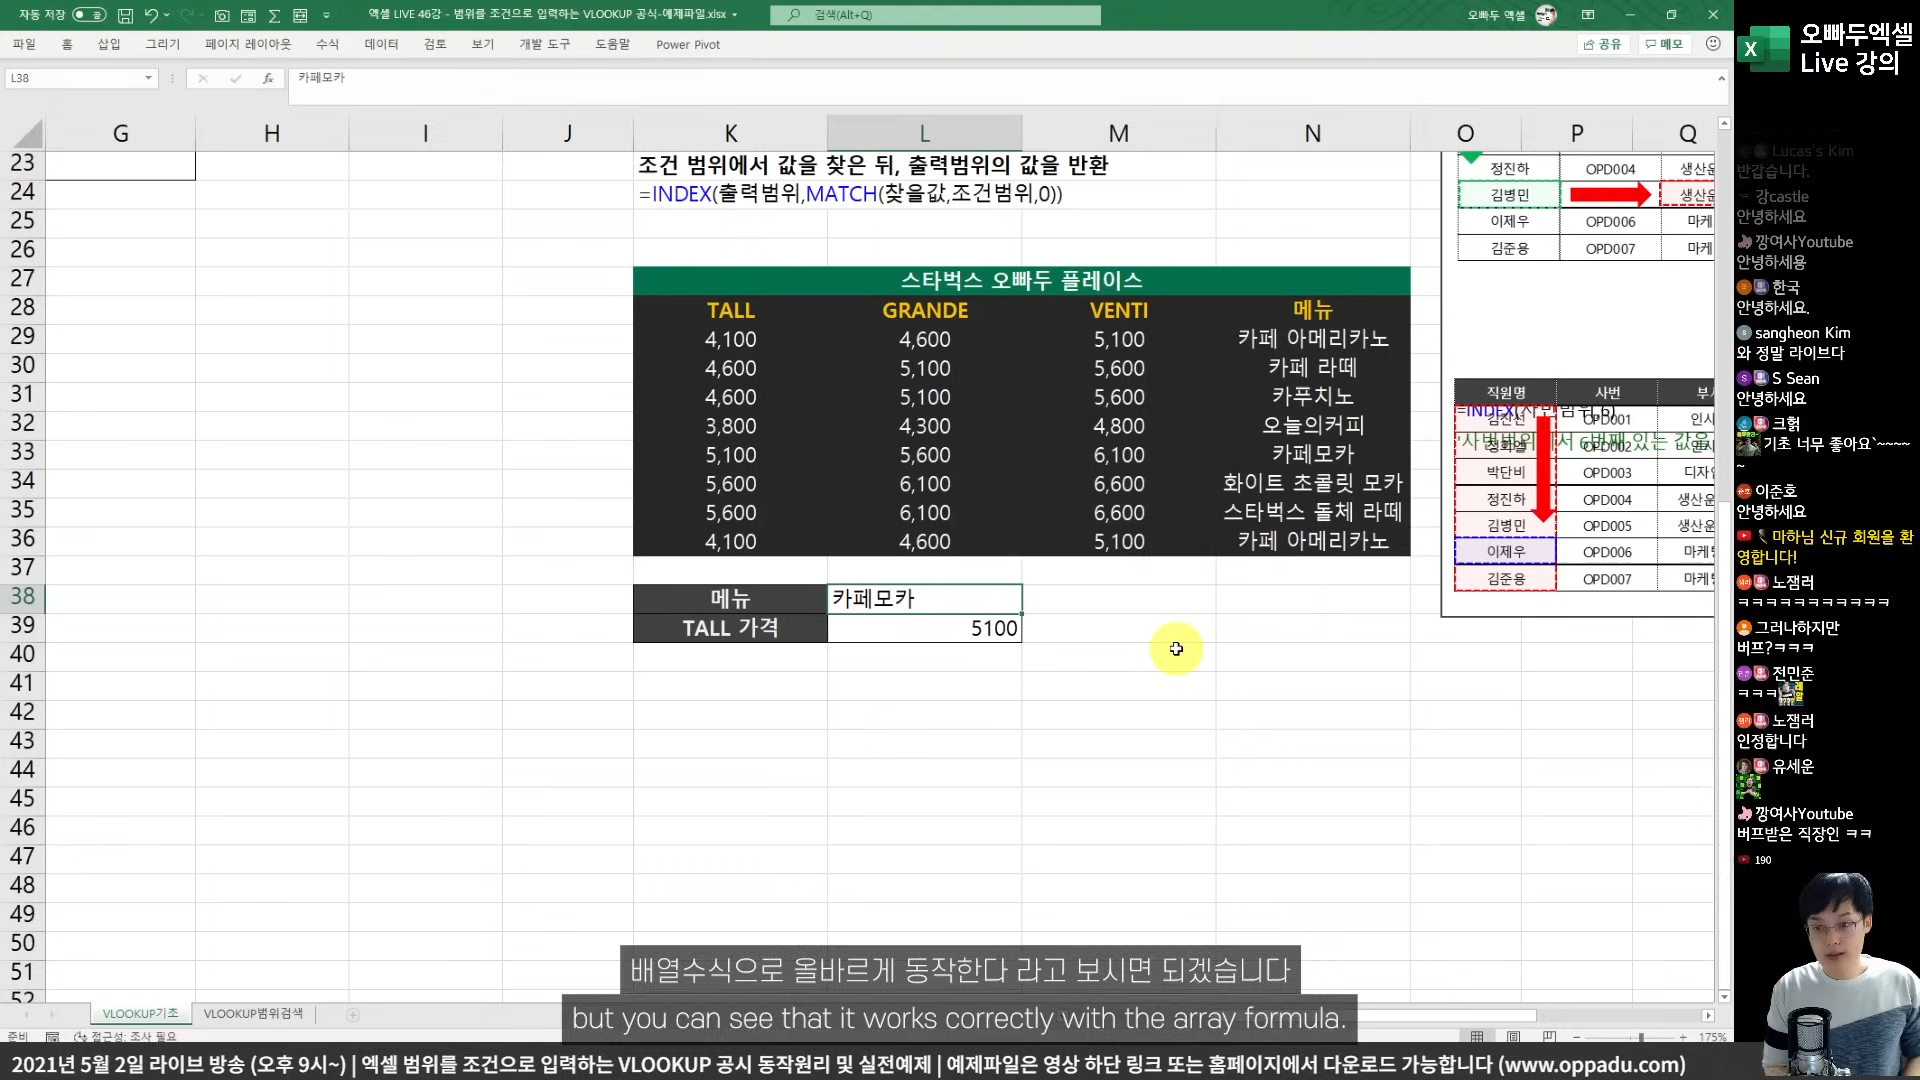 자동 저장
엑셀 LIVE 46강 - 범위를 조건으로 입력하는 VLOOKUP 공식-예제파일.xlsx
검색(Alt+Q)
오빠두 엑셀
파일 홈 삽입 그리기 페이지 레이아웃 수식 데이터 검토 보기 개발 도구 도움말 Power Pivot
공유 메모
L38 fx 카페모카
G H I J K L M N O P Q
23 조건 범위에서 값을 찾은 뒤, 출력범위의 값을 반환
24 =INDEX(출력범위,MATCH(찾을값,조건범위,0))
25
26
27 스타벅스 오빠두 플레이스
28 TALL GRANDE VENTI 메뉴
29 4,100 4,600 5,100 카페 아메리카노
30 4,600 5,100 5,600 카페 라떼
31 4,600 5,100 5,600 카푸치노
32 3,800 4,300 4,800 오늘의커피
33 5,100 5,600 6,100 카페모카
34 5,600 6,100 6,600 화이트 초콜릿 모카
35 5,600 6,100 6,600 스타벅스 돌체 라떼
36 4,100 4,600 5,100 카페 아메리카노
37
38 메뉴 카페모카
39 TALL 가격 5100
40
41
42
43
44
45
46
47
48
49
50
51
52
정진하 OPD004 생산운
김병민 생산운
이제우 OPD006 마케
김준용 OPD007 마케
직원명 사번 부서
=INDEX(사번범위,6)
김진선 OPD001 인사
OPD002
박단비 OPD003 디자인
정진하 OPD004 생산운
김병민 OPD005 생산운
이제우 OPD006 마케팅
김준용 OPD007 마케팅
VLOOKUP기초 VLOOKUP범위검색
준비 접근성: 조사 필요
175%
배열수식으로 올바르게 동작한다 라고 보시면 되겠습니다
but you can see that it works correctly with the array formula.
2021년 5월 2일 라이브 방송 (오후 9시~) | 엑셀 범위를 조건으로 입력하는 VLOOKUP 공시 동작원리 및 실전예제 | 예제파일은 영상 하단 링크 또는 홈페이지에서 다운로드 가능합니다 (www.oppadu.com)
오빠두엑셀
Live 강의
Lucas's Kim
반갑습니다.
강castle
안녕하세요
깡여사Youtube
안녕하세용
한국
안녕하세요.
sangheon Kim
와 정말 라이브다
S Sean
안녕하세요
크헑
기초 너무 좋아요`~~~~
~
이준호
안녕하세요
마하님 신규 회원을 환
영합니다!
노잼러
ㅋㅋㅋㅋㅋㅋㅋㅋㅋㅋㅋ
그러나하지만
버프?ㅋㅋㅋ
전민준
ㅋㅋㅋ
노잼러
인정합니다
유세운
깡여사Youtube
버프받은 직장인 ㅋㅋ
190